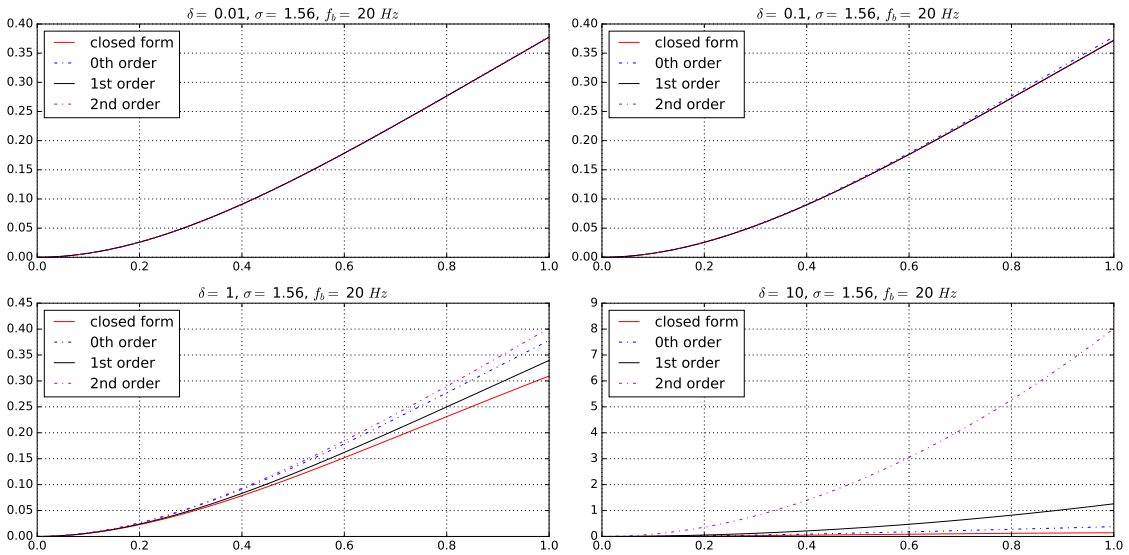 δ = 0.01, σ = 1.56, f_b = 20 Hz
0.40
0.35
0.30
0.25
0.20
0.15
0.10
0.05
0.00
closed form
0th order
1st order
2nd order
0.0 0.2 0.4 0.6 0.8 1.0
δ = 0.1, σ = 1.56, f_b = 20 Hz
0.40
0.35
0.30
0.25
0.20
0.15
0.10
0.05
0.00
closed form
0th order
1st order
2nd order
0.0 0.2 0.4 0.6 0.8 1.0
δ = 1, σ = 1.56, f_b = 20 Hz
0.45
0.40
0.35
0.30
0.25
0.20
0.15
0.10
0.05
0.00
closed form
0th order
1st order
2nd order
0.0 0.2 0.4 0.6 0.8 1.0
δ = 10, σ = 1.56, f_b = 20 Hz
9
8
7
6
5
4
3
2
1
0
closed form
0th order
1st order
2nd order
0.0 0.2 0.4 0.6 0.8 1.0